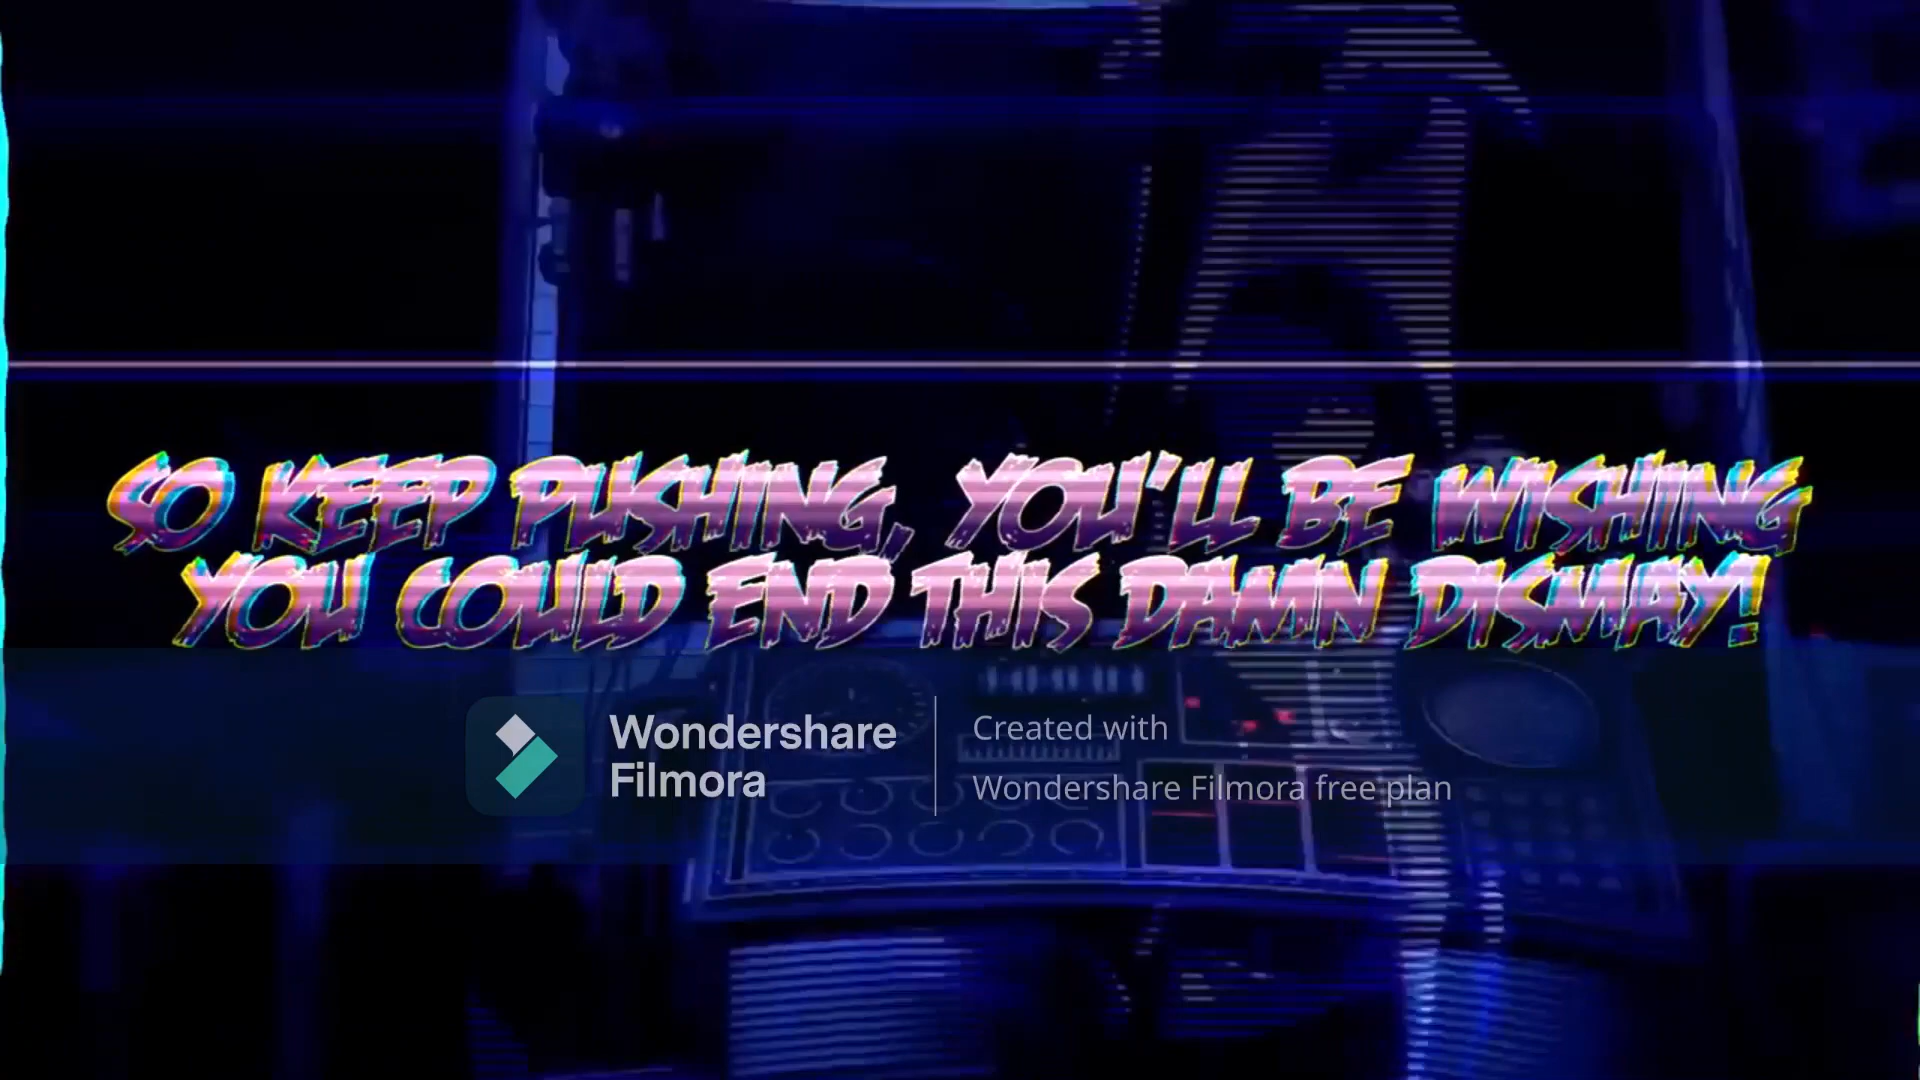 SO KEEP PUSHING, YOU'LL BE WISHING
YOU COULD END THIS DAMN DISMAY!
Wondershare
Filmora
Created with
Wondershare Filmora free plan